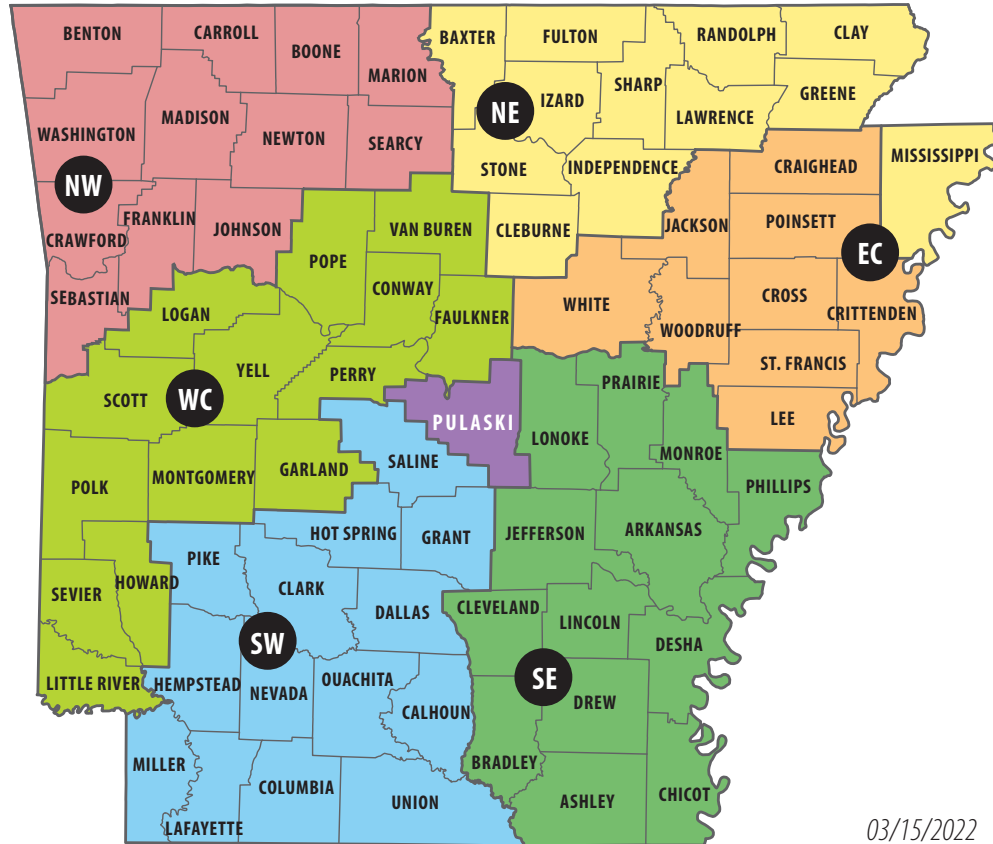 BENTON
CARROLL
BOONE
MARION
BAXTER
FULTON
RANDOLPH
CLAY
WASHINGTON
MADISON
NEWTON
SEARCY
NE
IZARD
SHARP
LAWRENCE
GREENE
NW
CRAWFORD
FRANKLIN
JOHNSON
STONE
INDEPENDENCE
CRAIGHEAD
MISSISSIPPI
SEBASTIAN
LOGAN
POPE
VAN BUREN
CLEBURNE
JACKSON
POINSETT
EC
CONWAY
FAULKNER
WHITE
WOODRUFF
CROSS
CRITTENDEN
SCOTT
WC
YELL
PERRY
PULASKI
LONOKE
PRAIRIE
ST. FRANCIS
LEE
POLK
MONTGOMERY
GARLAND
SALINE
MONROE
PHILLIPS
HOT SPRING
GRANT
JEFFERSON
ARKANSAS
SEVIER
HOWARD
PIKE
CLARK
DALLAS
CLEVELAND
LINCOLN
DESHA
SW
SE
LITTLE RIVER
HEMPSTEAD
NEVADA
OUACHITA
CALHOUN
DREW
MILLER
LAFAYETTE
COLUMBIA
UNION
BRADLEY
ASHLEY
CHICOT
03/15/2022